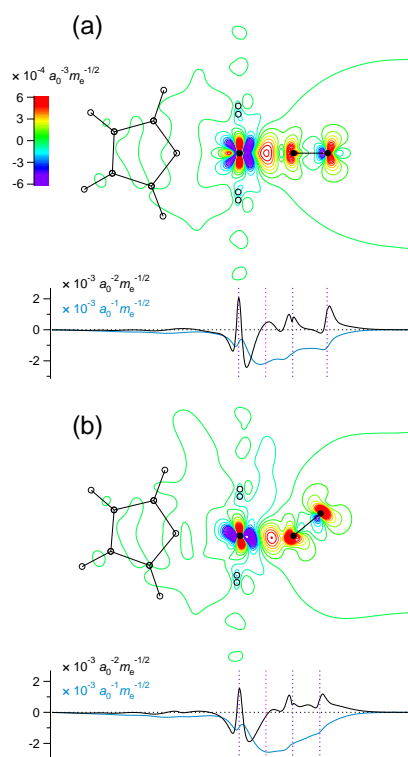 (a)
× 10⁻⁴ a₀⁻³mₑ⁻¹/²
6
4
0
-4
-6
× 10⁻³ a₀⁻²mₑ⁻¹/²
× 10⁻³ a₀⁻¹mₑ⁻¹/²
2
0
-2
(b)
× 10⁻³ a₀⁻²mₑ⁻¹/²
× 10⁻³ a₀⁻¹mₑ⁻¹/²
2
0
-2